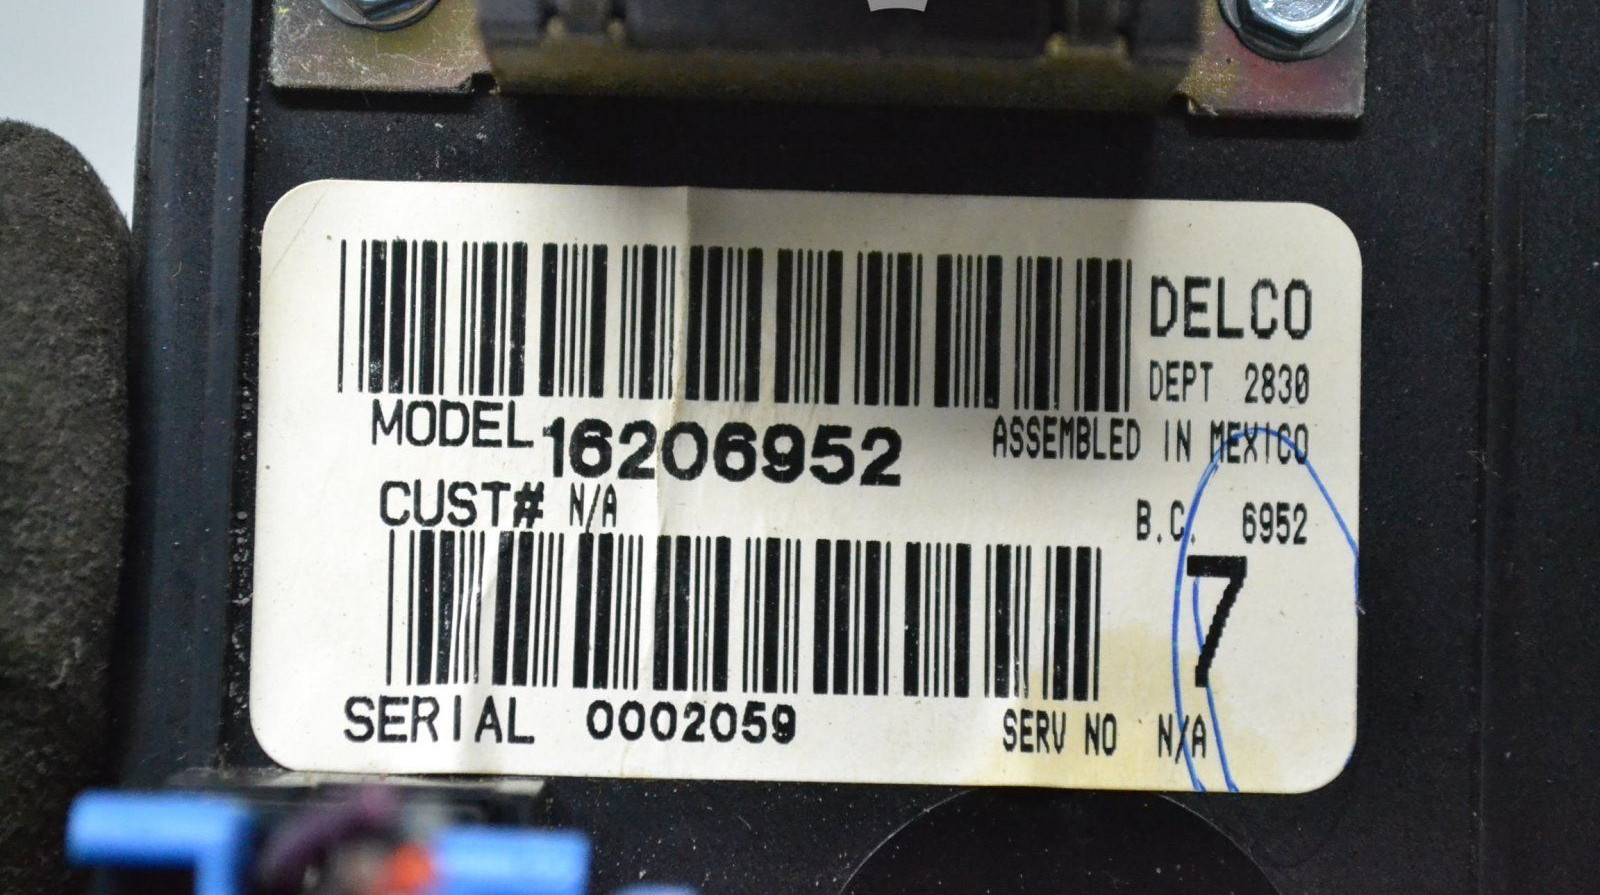 DELCO
DEPT 2830
MODEL 16206952
ASSEMBLED IN MEXICO
CUST# N/A
B.C. 6952
7
SERIAL 0002059
SERV NO N/A